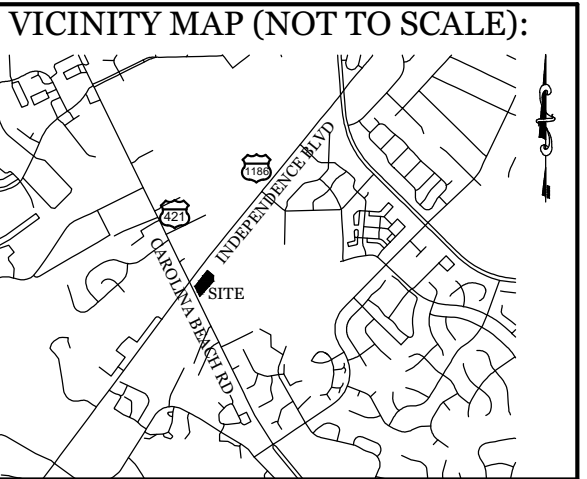 VICINITY MAP (NOT TO SCALE):
1186
INDEPENDENCE BLVD
421
CAROLINA BEACH RD
SITE